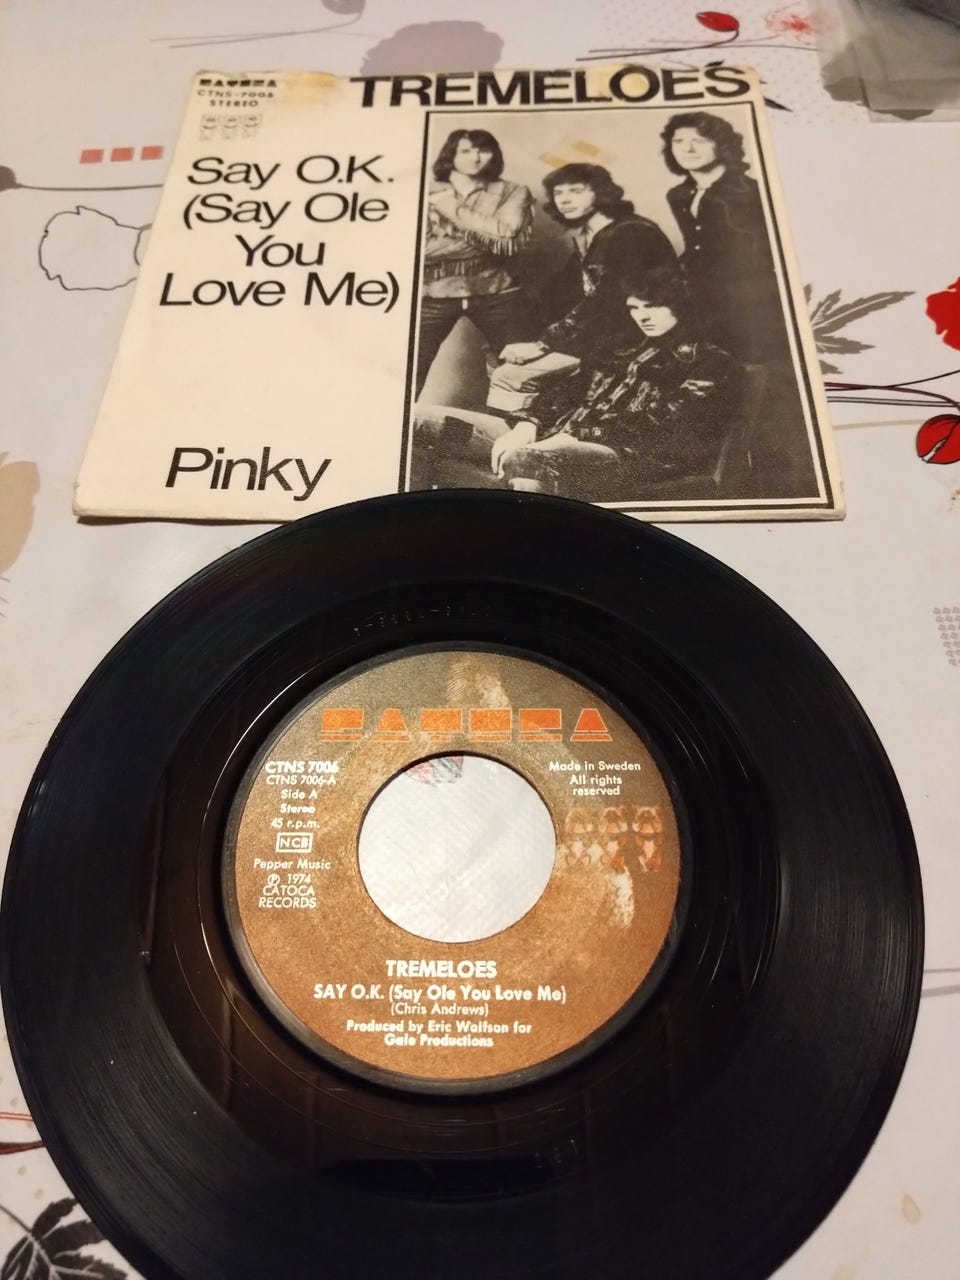 CATOCA
CTNS-7006
STEREO
TREMELOES
Say O.K.
(Say Ole
You
Love Me)
Pinky
CATOCA
CTNS 7006
CTNS 7006-A
Side A
Stereo
45 r.p.m.
NCB
Pepper Music
Ⓟ 1974
CATOCA
RECORDS
Made in Sweden
All rights
reserved
TREMELOES
SAY O.K. (Say Ole You Love Me)
(Chris Andrews)
Produced by Eric Wolfson for
Gale Productions